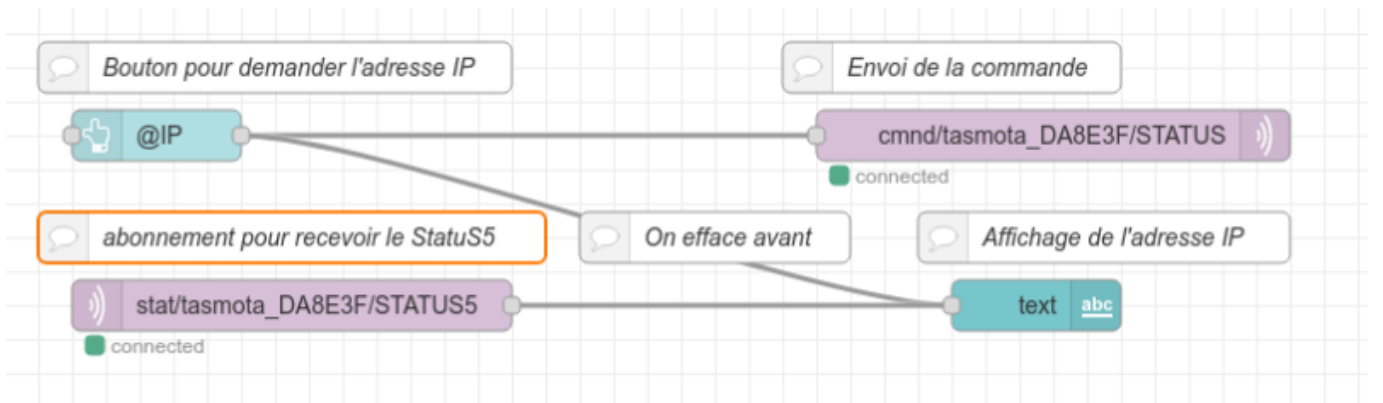 Bouton pour demander l'adresse IP
Envoi de la commande
@IP
cmnd/tasmota_DA8E3F/STATUS
connected
abonnement pour recevoir le StatuS5
On efface avant
Affichage de l'adresse IP
stat/tasmota_DA8E3F/STATUS5
text
abc
connected